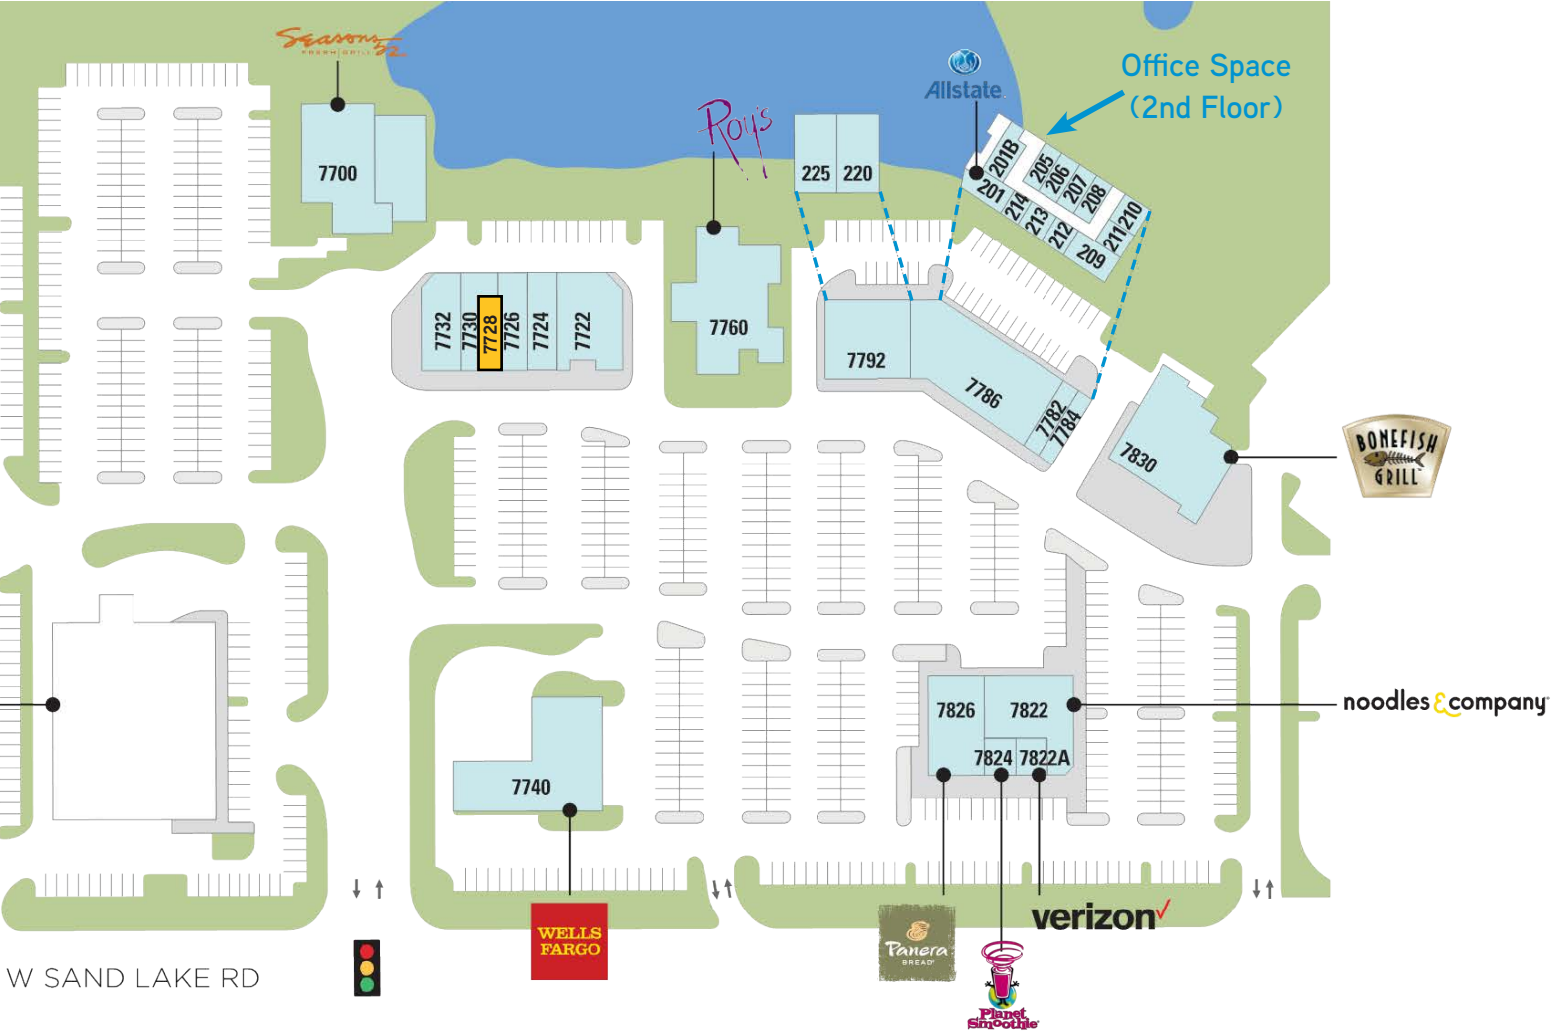 Seasons 52
FRESH GRILL
Allstate.
Office Space
(2nd Floor)
Roy's
7700
225
220
201B
205
206
207
208
201
214
213
212
209
211
210
7732
7730
7728
7726
7724
7722
7760
7792
7786
7782
7784
7830
BONEFISH
GRILL
7826
7822
7824
7822A
noodles &company
7740
WELLS
FARGO
Panera
BREAD
verizon
Planet
Smoothie
W SAND LAKE RD